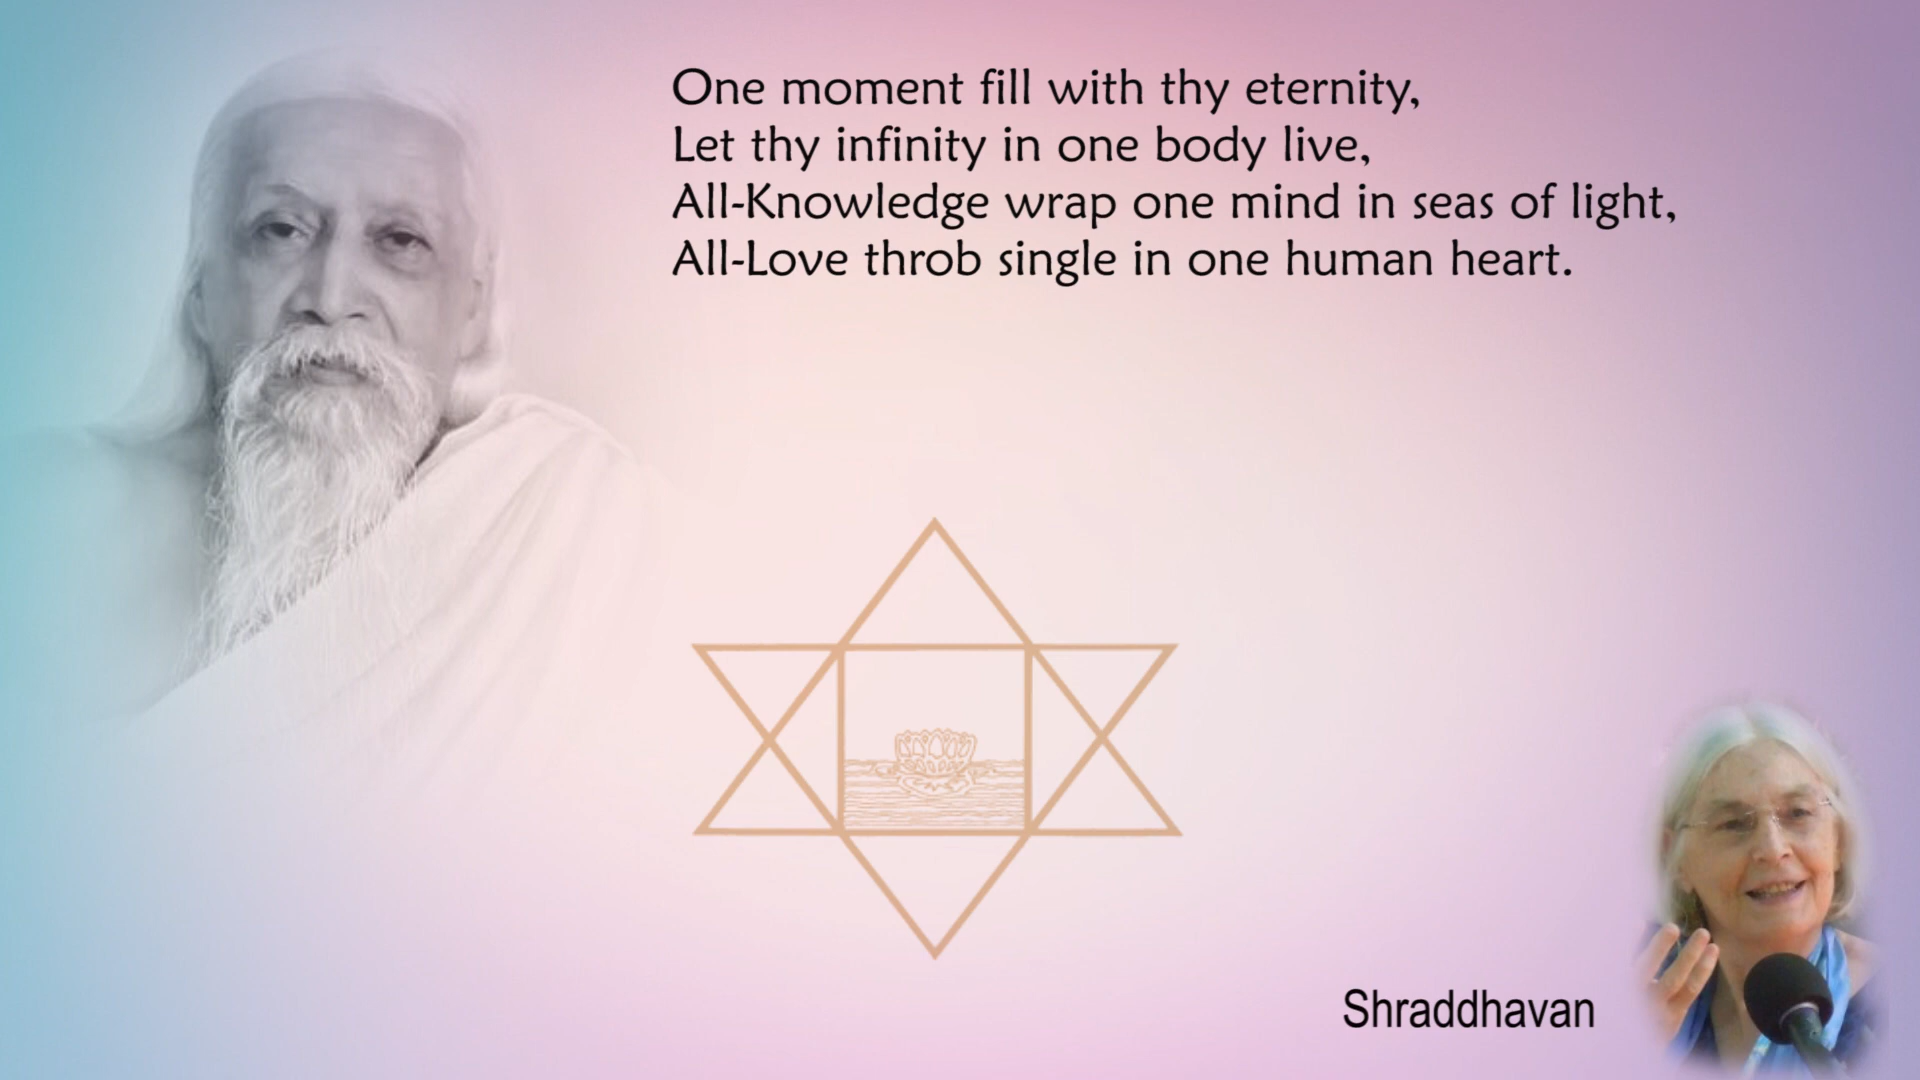 One moment fill with thy eternity,
Let thy infinity in one body live,
All-Knowledge wrap one mind in seas of light,
All-Love throb single in one human heart.
Shraddhavan